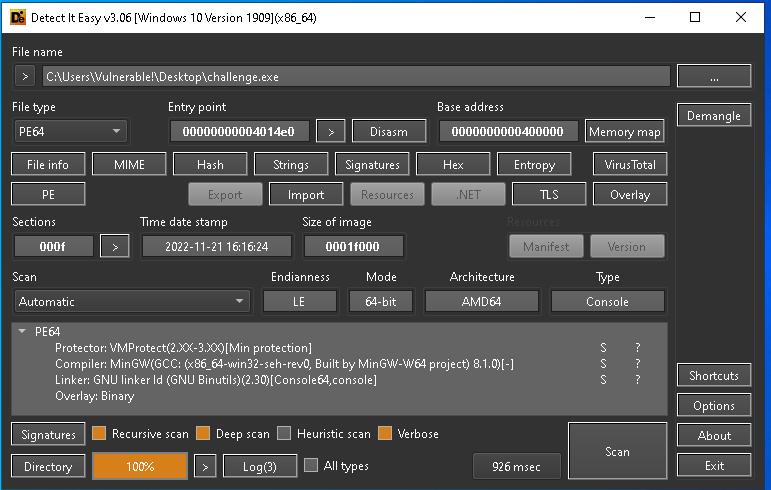 Detect It Easy v3.06 [Windows 10 Version 1909](x86_64)
File name
> C:\Users\Vulnerable!\Desktop\challenge.exe ...
File type Entry point Base address
PE64 00000000004014e0 > Disasm 0000000000400000 Memory map Demangle
File info MIME Hash Strings Signatures Hex Entropy VirusTotal
PE Export Import Resources .NET TLS Overlay
Sections Time date stamp Size of image Resources
000f > 2022-11-21 16:16:24 0001f000 Manifest Version
Scan Endianness Mode Architecture Type
Automatic LE 64-bit AMD64 Console
PE64
Protector: VMProtect(2.XX-3.XX)[Min protection] S ?
Compiler: MinGW(GCC: (x86_64-win32-seh-rev0, Built by MinGW-W64 project) 8.1.0)[-] S ?
Linker: GNU linker ld (GNU Binutils)(2.30)[Console64,console] S ?
Overlay: Binary
Shortcuts
Options
Signatures Recursive scan Deep scan Heuristic scan Verbose Scan About
Directory 100% > Log(3) All types 926 msec Exit